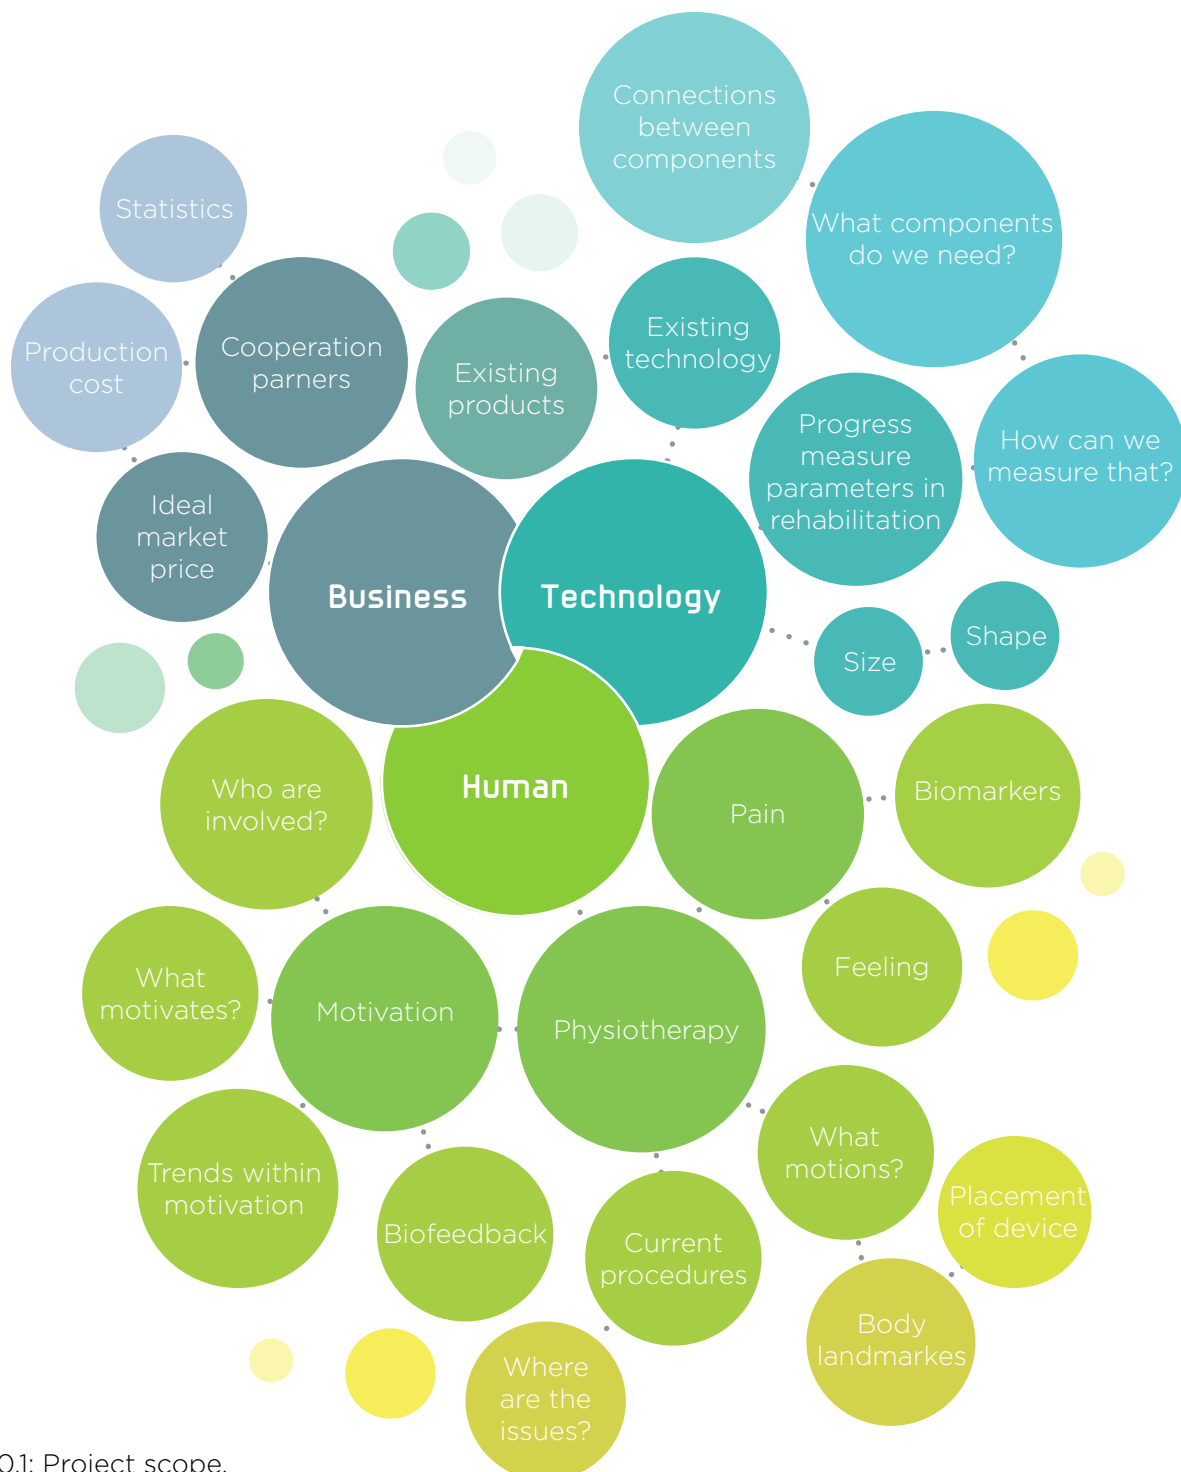 Connections
between
components
What components
do we need?
Statistics
Production
cost
Cooperation
parners
Existing
products
Existing
technology
Progress
measure
parameters in
rehabilitation
How can we
measure that?
Ideal
market
price
Business
Technology
Size
Shape
Human
Who are
involved?
Pain
Biomarkers
Feeling
What
motivates?
Motivation
Physiotherapy
Trends within
motivation
Biofeedback
Current
procedures
What
motions?
Placement
of device
Body
landmarkes
Where
are the
issues?
0.1: Project scope.